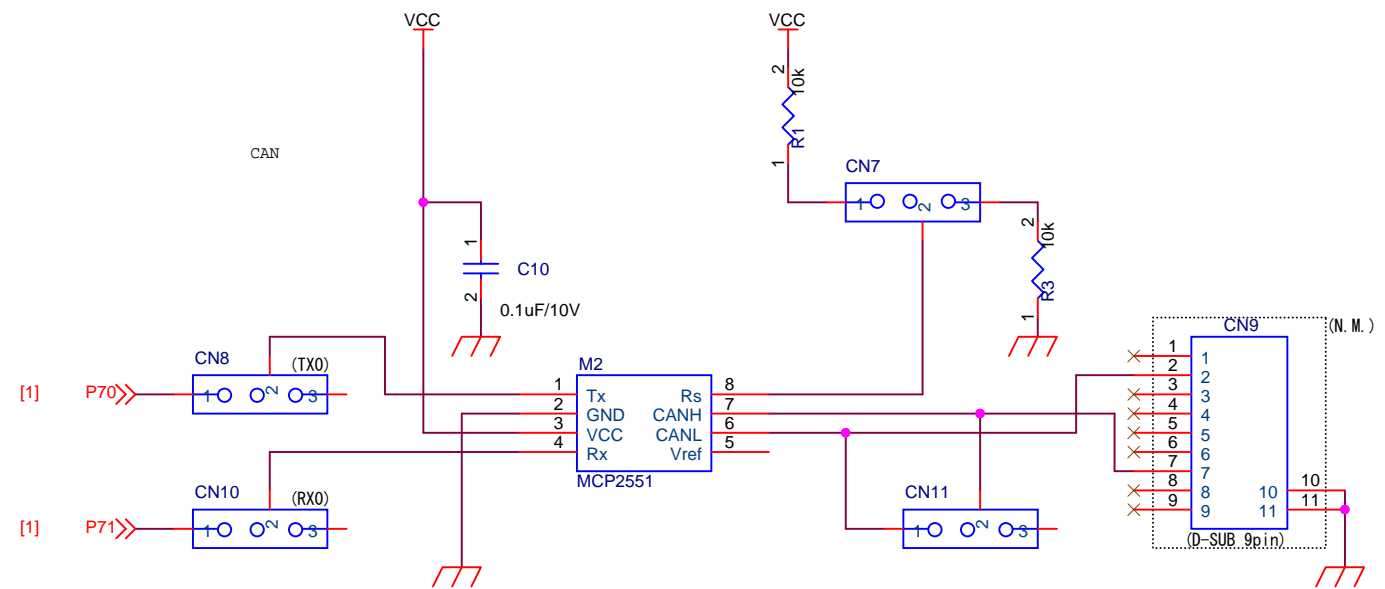 VCC
VCC
2
10k
R1
1
CAN
CN7
1
2
3
1
C10
2
0.1uF/10V
2
10k
R3
1
CN8
(TX0)
[1]
P70
1
2
3
M2
1
Tx
2
GND
3
VCC
4
Rx
Rs
8
CANH
7
CANL
6
Vref
5
MCP2551
CN10
(RX0)
[1]
P71
1
2
3
CN11
1
2
3
CN9
(N.M.)
1
1
2
2
3
3
4
4
5
5
6
6
7
7
8
8
9
9
10
10
11
11
(D-SUB 9pin)